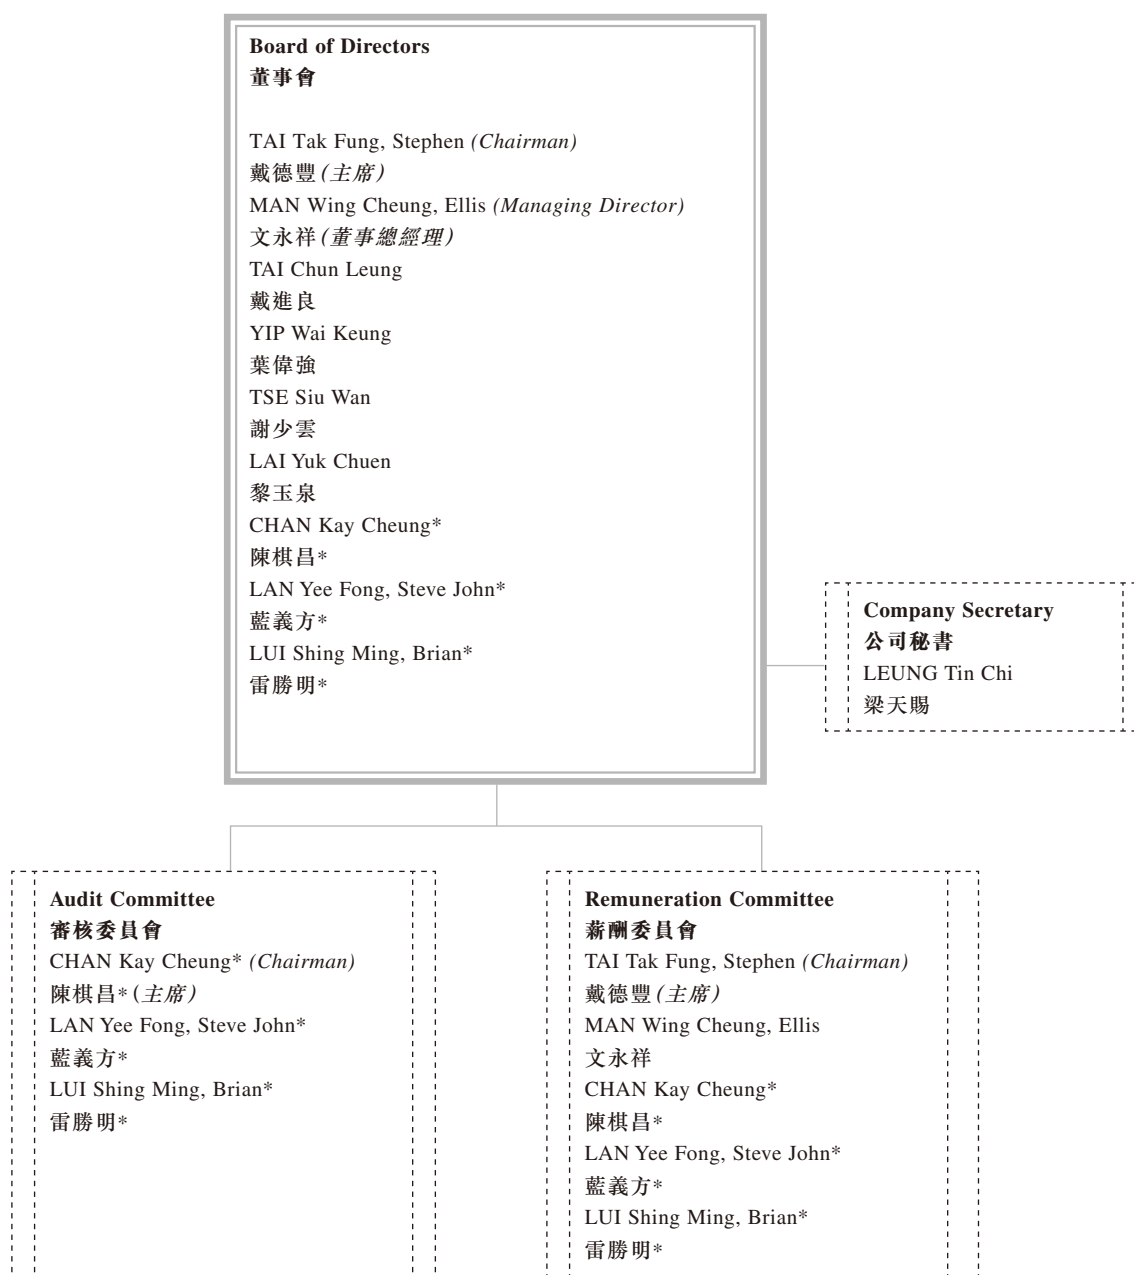 Board of Directors
董事會
TAI Tak Fung, Stephen (Chairman)
戴德豐(主席)
MAN Wing Cheung, Ellis (Managing Director)
文永祥(董事總經理)
TAI Chun Leung
戴進良
YIP Wai Keung
葉偉強
TSE Siu Wan
謝少雲
LAI Yuk Chuen
黎玉泉
CHAN Kay Cheung*
陳棋昌*
LAN Yee Fong, Steve John*
藍義方*
LUI Shing Ming, Brian*
雷勝明*
Company Secretary
公司秘書
LEUNG Tin Chi
梁天賜
Audit Committee
審核委員會
CHAN Kay Cheung* (Chairman)
陳棋昌*(主席)
LAN Yee Fong, Steve John*
藍義方*
LUI Shing Ming, Brian*
雷勝明*
Remuneration Committee
薪酬委員會
TAI Tak Fung, Stephen (Chairman)
戴德豐(主席)
MAN Wing Cheung, Ellis
文永祥
CHAN Kay Cheung*
陳棋昌*
LAN Yee Fong, Steve John*
藍義方*
LUI Shing Ming, Brian*
雷勝明*